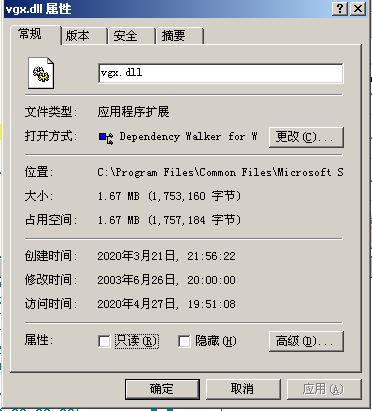 vgx.dll 属性
常规 版本 安全 摘要
vgx.dll
文件类型: 应用程序扩展
打开方式: Dependency Walker for W 更改(C)...
位置: C:\Program Files\Common Files\Microsoft S
大小: 1.67 MB (1,753,160 字节)
占用空间: 1.67 MB (1,757,184 字节)
创建时间: 2020年3月21日, 21:56:22
修改时间: 2003年6月26日, 20:00:00
访问时间: 2020年4月27日, 19:51:08
属性: 只读(R) 隐藏(H) 高级(D)...
确定 取消 应用(A)